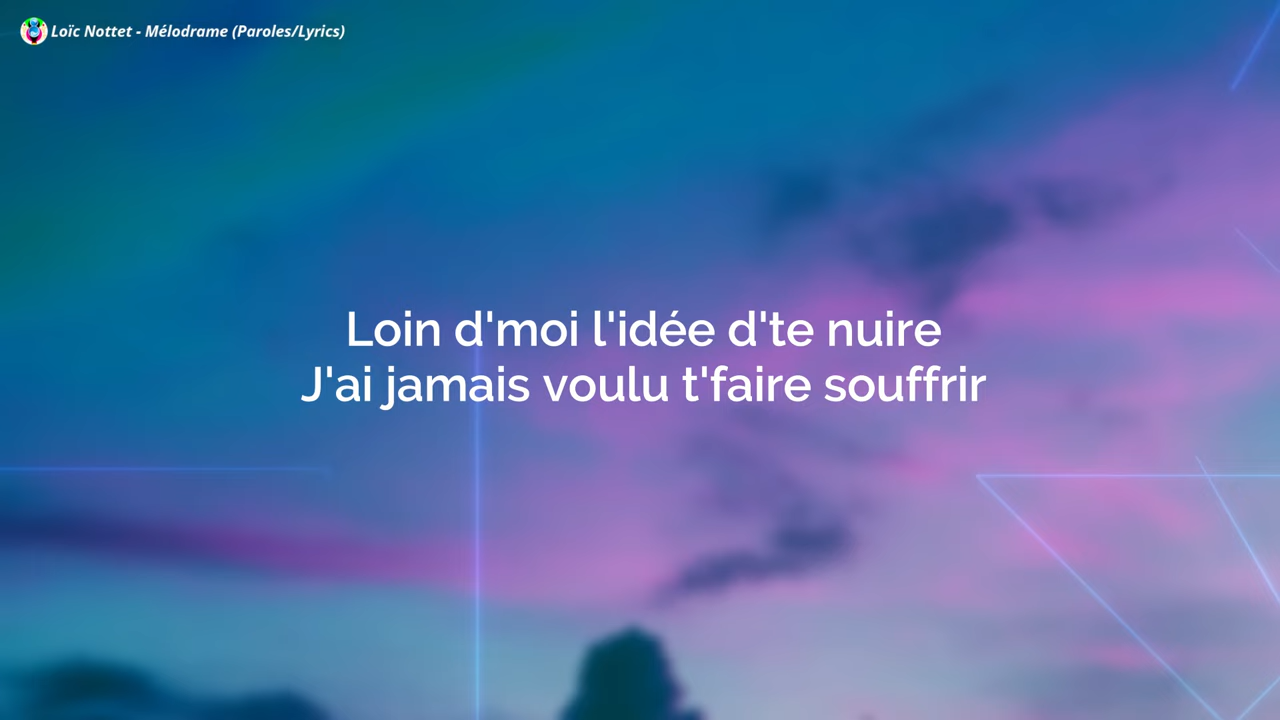 Loïc Nottet - Mélodrame (Paroles/Lyrics)
Loin d'moi l'idée d'te nuire
J'ai jamais voulu t'faire souffrir